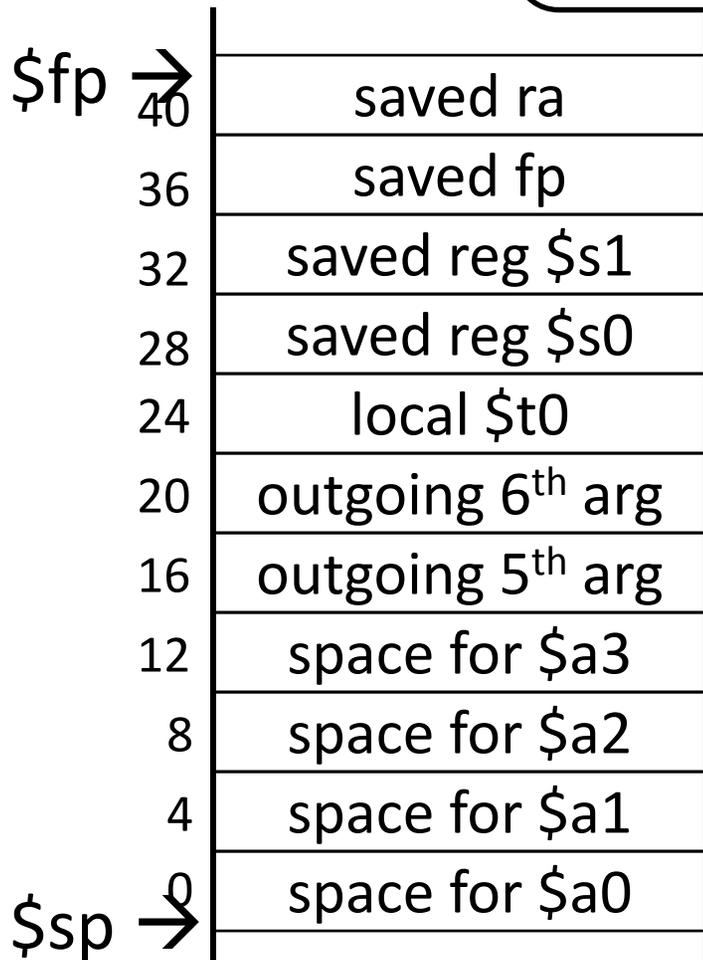 $fp →
40 saved ra
36 saved fp
32 saved reg $s1
28 saved reg $s0
24 local $t0
20 outgoing 6th arg
16 outgoing 5th arg
12 space for $a3
8 space for $a2
4 space for $a1
0 space for $a0
$sp →